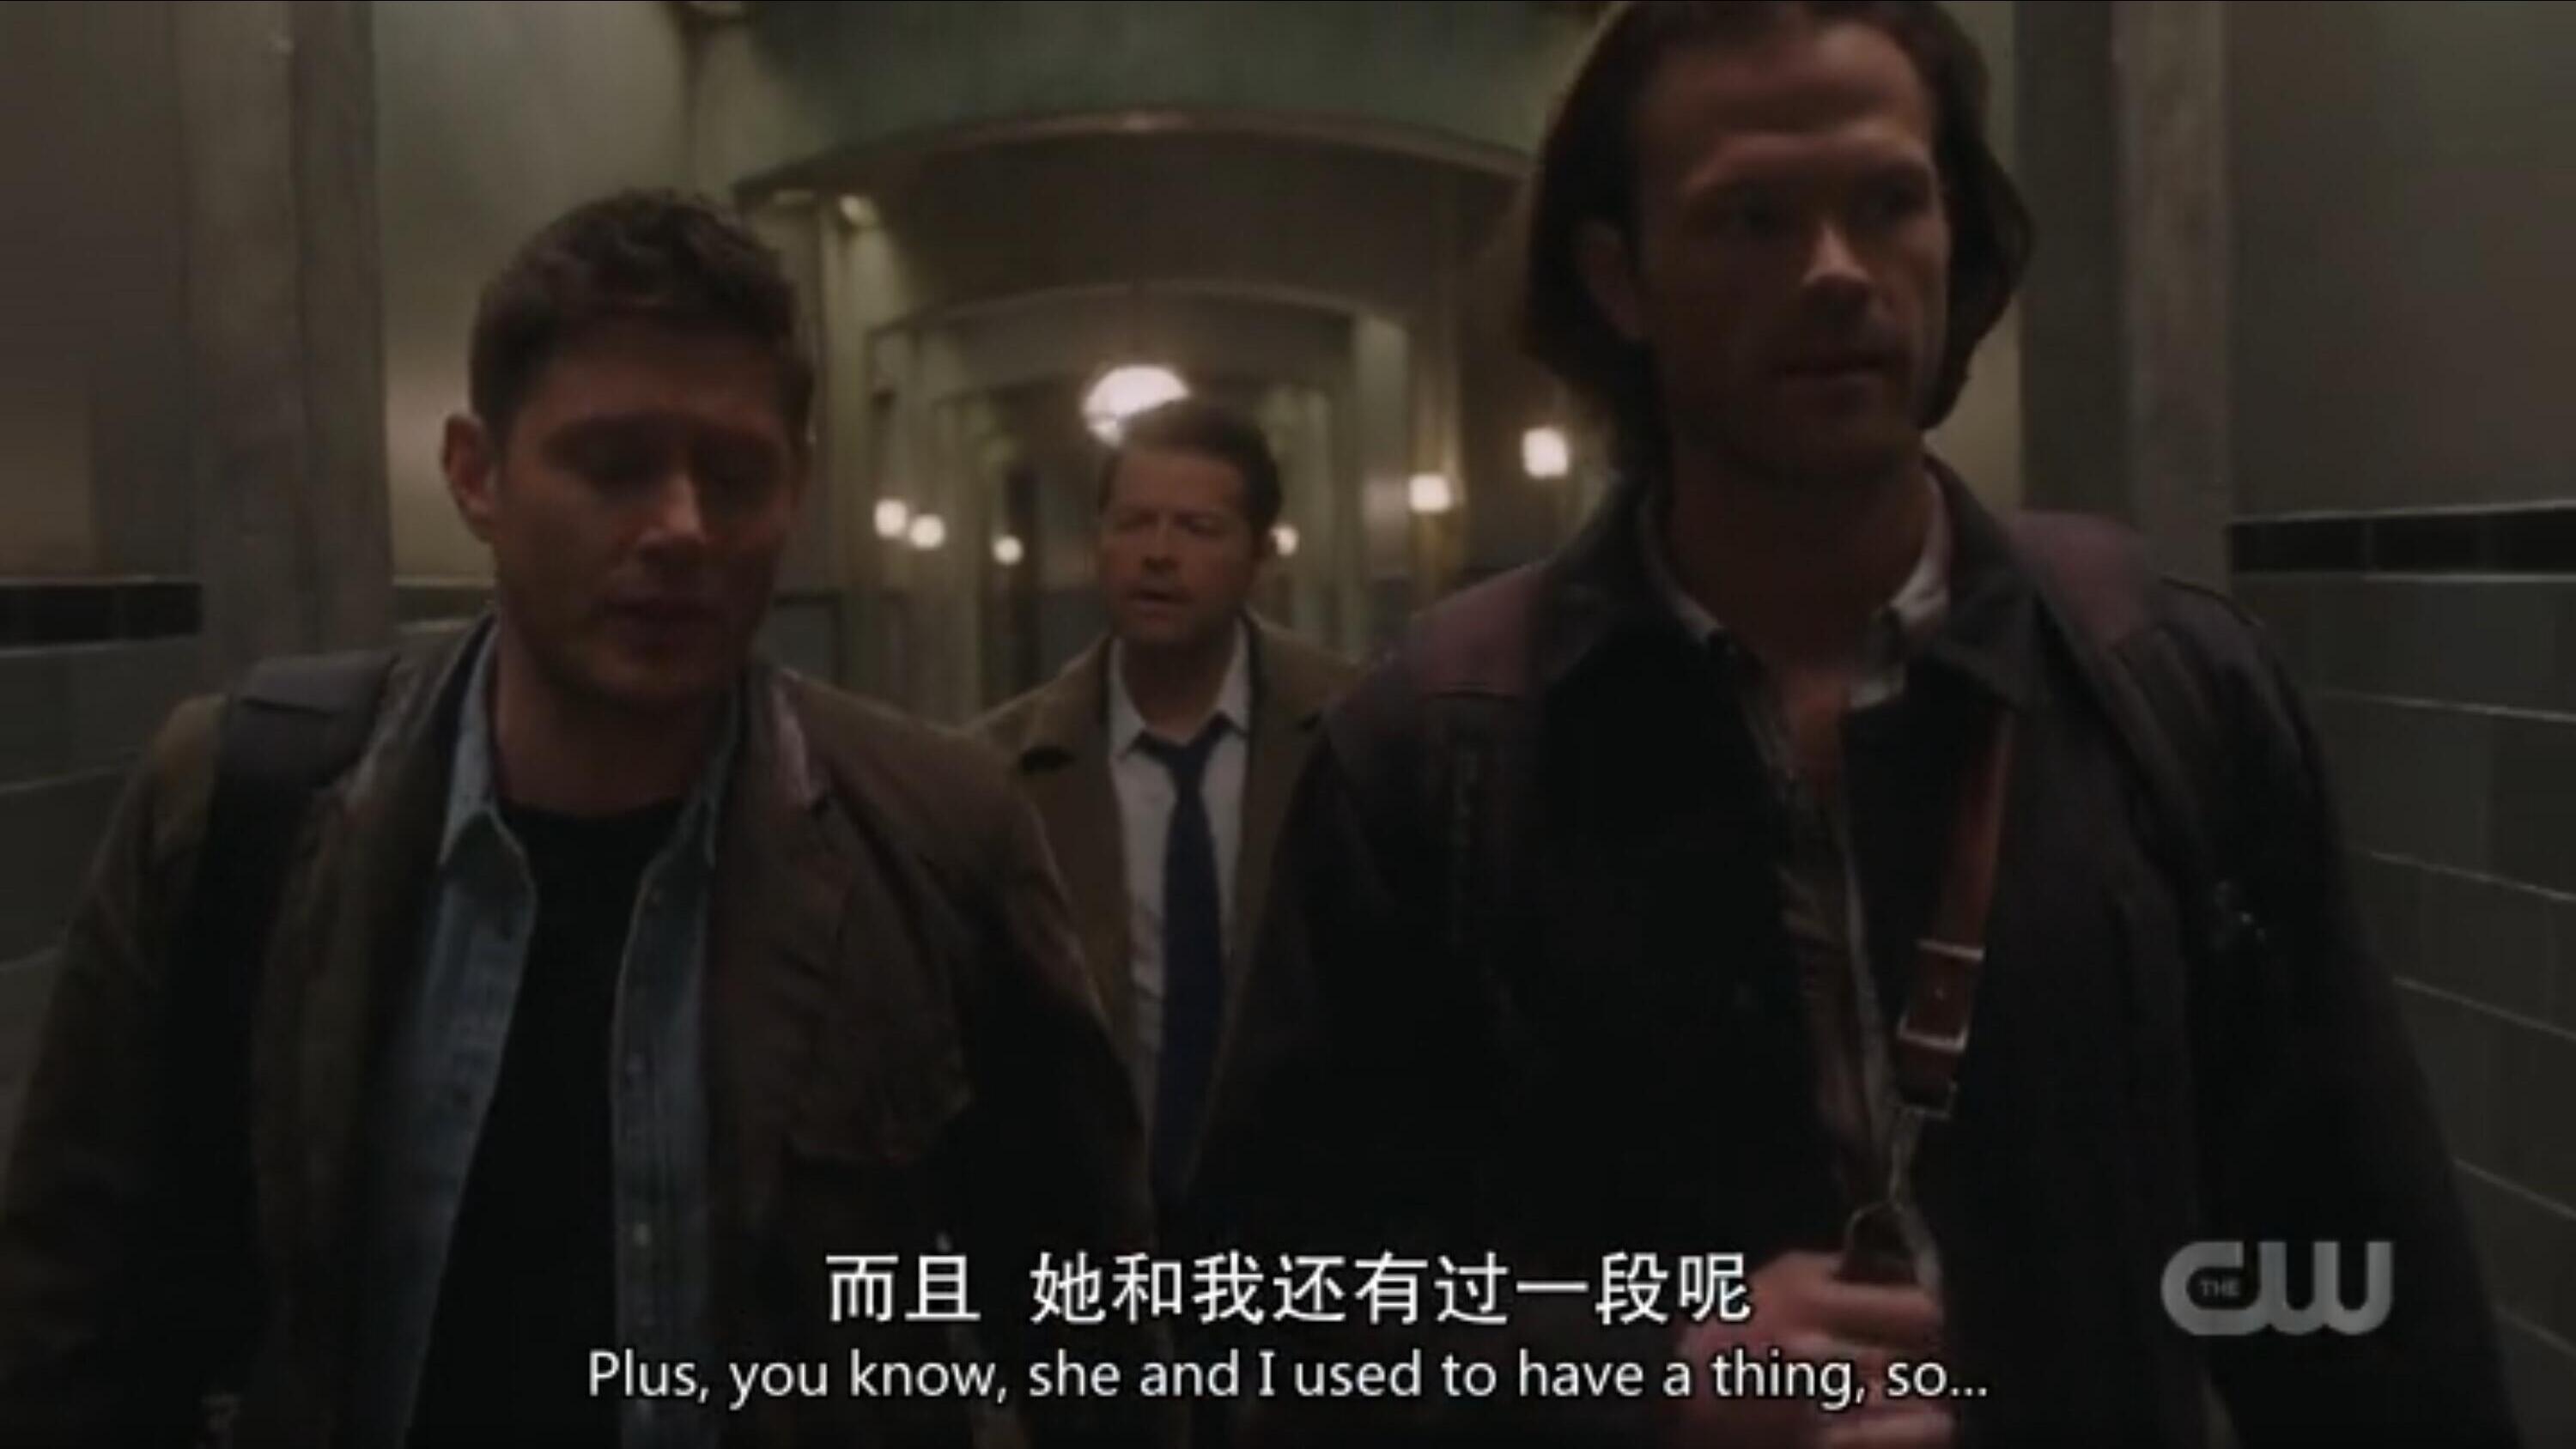 而且 她和我还有过一段呢
Plus, you know, she and I used to have a thing, so...
THE CW